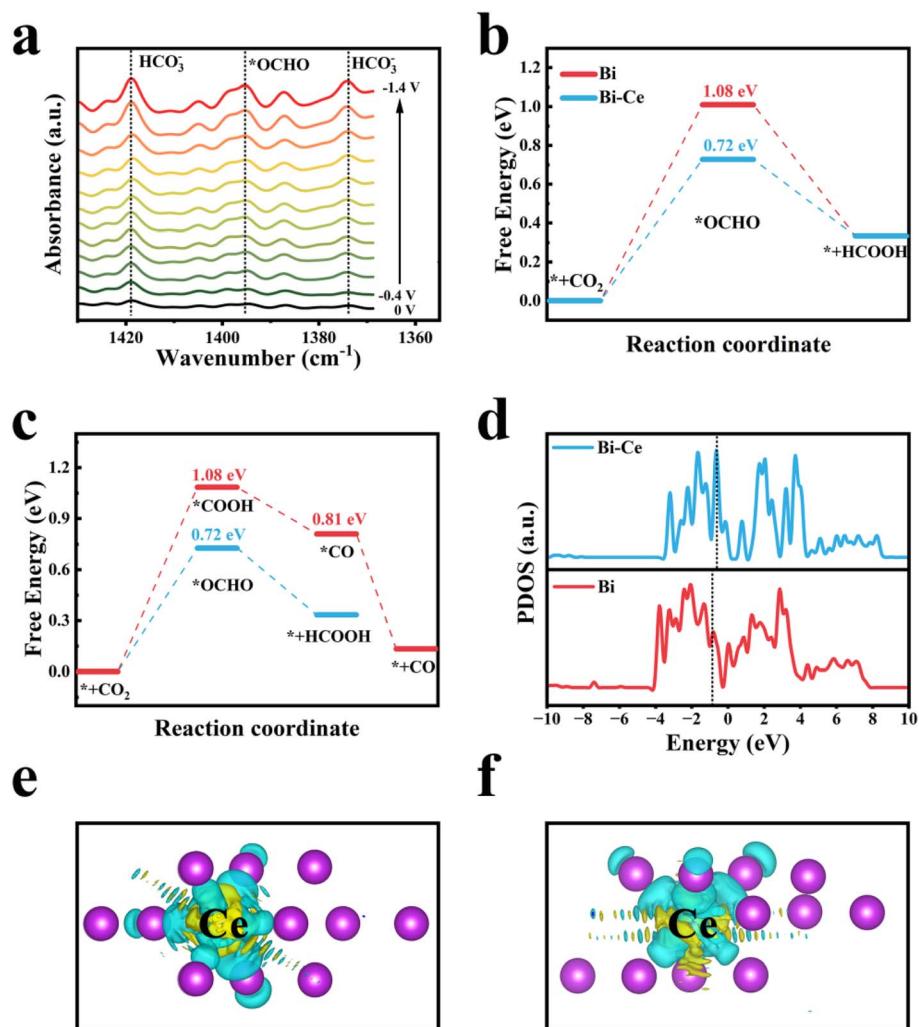 a
HCO₃⁻
*OCHO
HCO₃⁻
-1.4 V
-0.4 V
0 V
Absorbance (a.u.)
1420
1400
1380
1360
Wavenumber (cm⁻¹)
b
Bi
Bi-Ce
1.08 eV
0.72 eV
*OCHO
*+CO₂
*+HCOOH
1.2
1.0
0.8
0.6
0.4
0.2
0.0
Free Energy (eV)
Reaction coordinate
c
1.08 eV
*COOH
0.81 eV
*CO
0.72 eV
*OCHO
*+HCOOH
*+CO₂
*+CO
1.2
0.9
0.6
0.3
0.0
Free Energy (eV)
Reaction coordinate
d
Bi-Ce
Bi
PDOS (a.u.)
−10
−8
−6
−4
−2
0
2
4
6
8
10
Energy (eV)
e
Ce
f
Ce